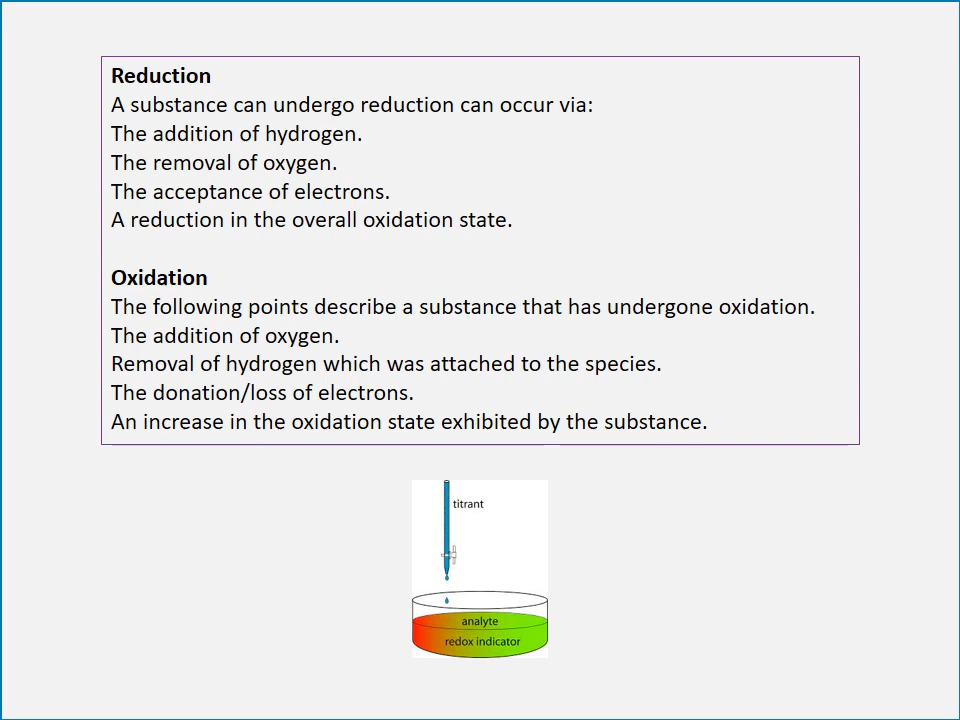 Reduction
A substance can undergo reduction can occur via:
The addition of hydrogen.
The removal of oxygen.
The acceptance of electrons.
A reduction in the overall oxidation state.
Oxidation
The following points describe a substance that has undergone oxidation.
The addition of oxygen.
Removal of hydrogen which was attached to the species.
The donation/loss of electrons.
An increase in the oxidation state exhibited by the substance.
titrant
analyte
redox indicator